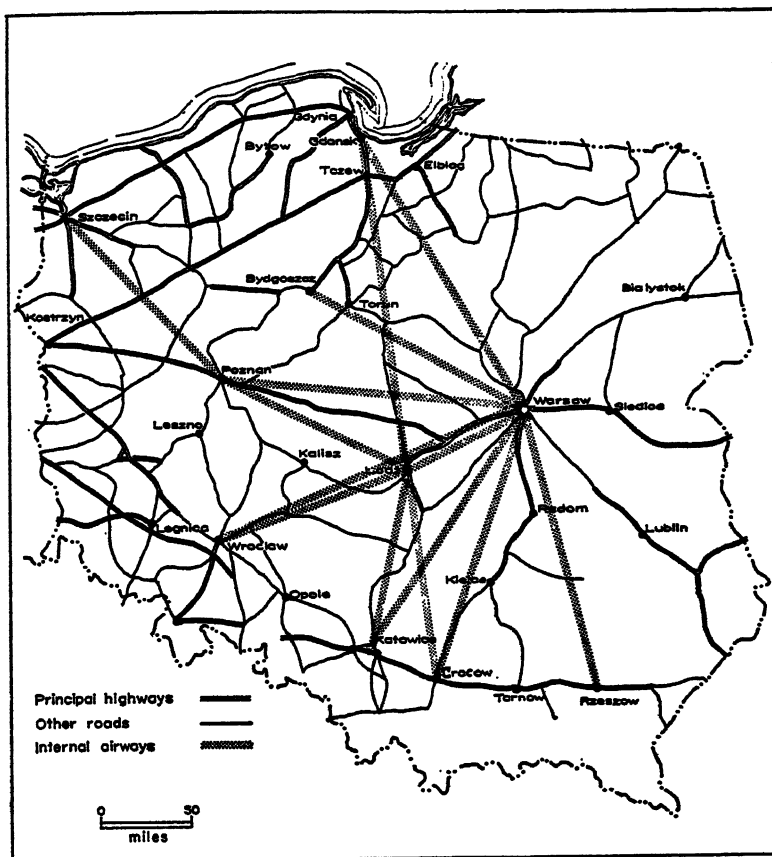 Gdynia
Gdansk
Bytow
Tczew
Elblag
Szczecin
Bydgoszcz
Torun
Bialystok
Kostrzyn
Poznan
Warsaw
Siedlce
Leszno
Kalisz
Lodz
Radom
Legnica
Wroclaw
Lublin
Kielce
Opole
Katowice
Cracow
Tarnow
Rzeszow
Principal highways
Other roads
Internal airways
0 50
miles